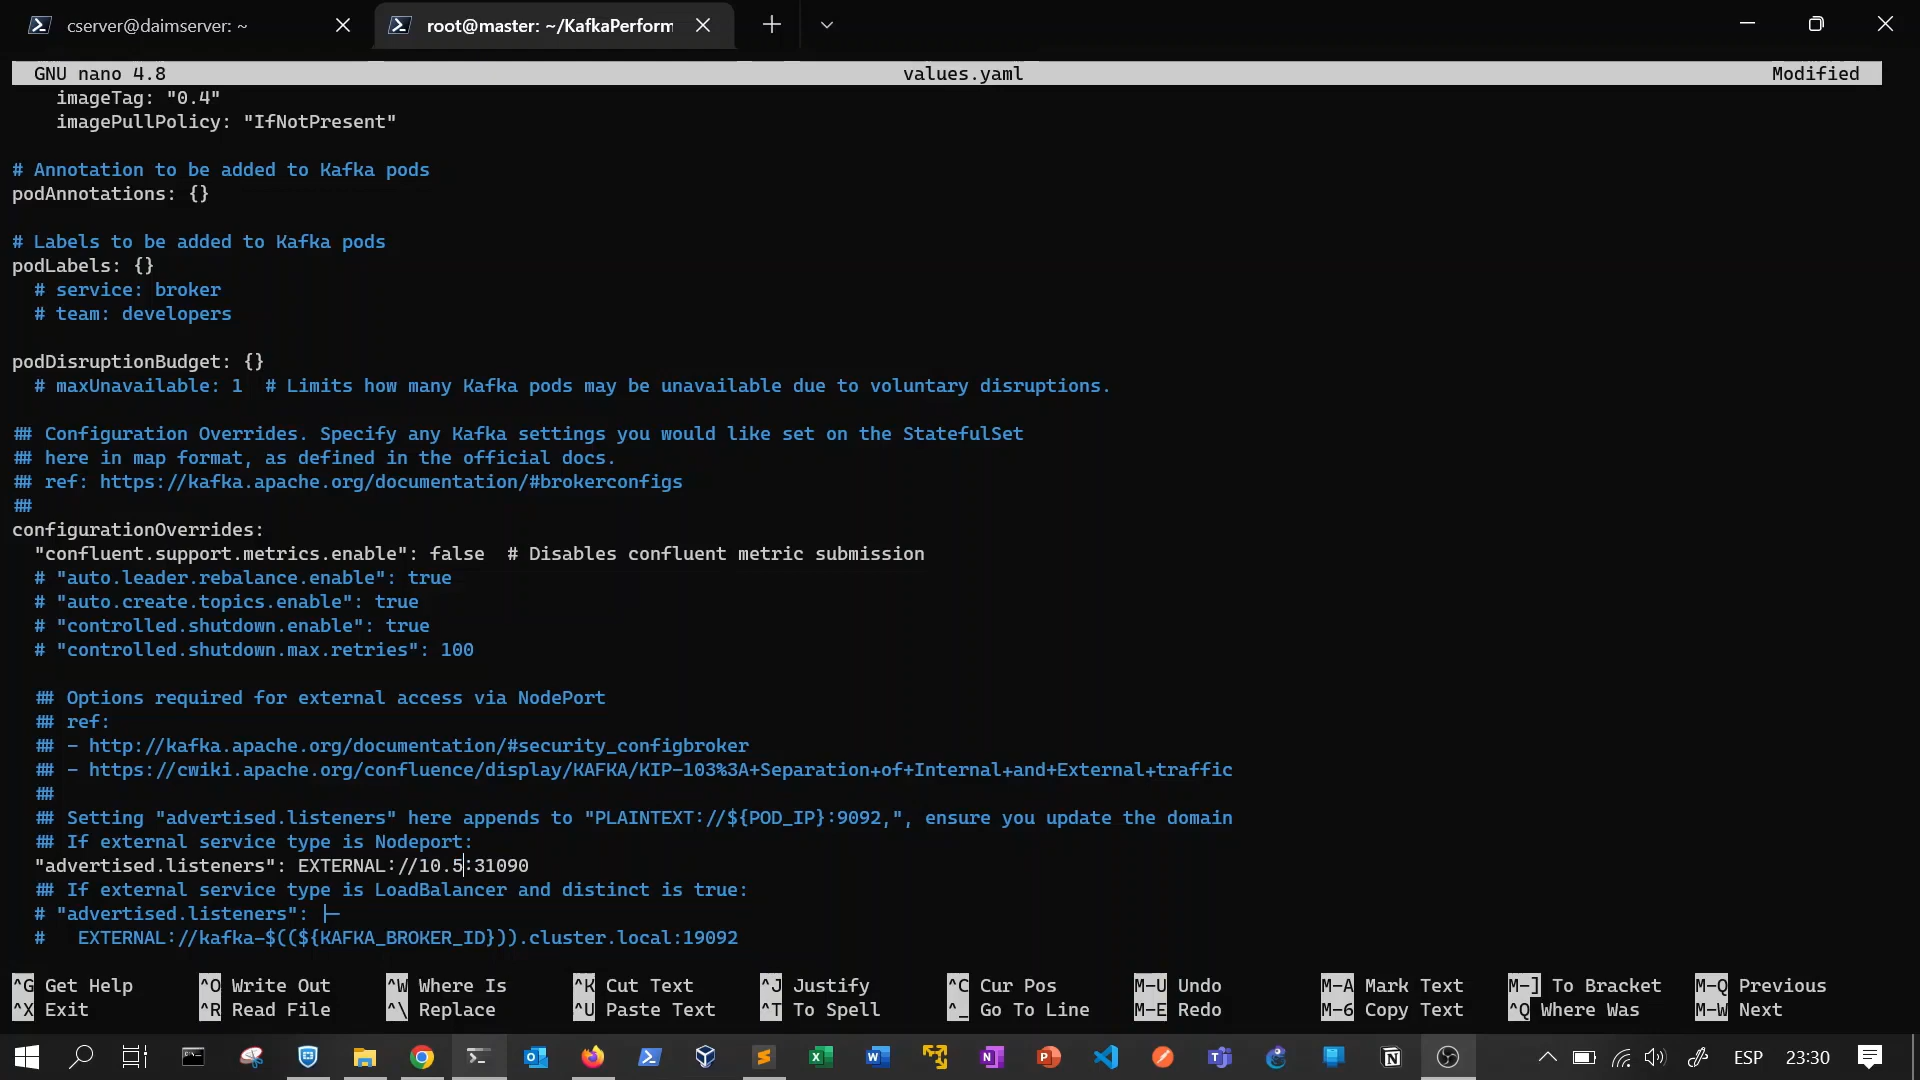 cserver@daimserver: ~
root@master: ~/KafkaPerform
GNU nano 4.8 values.yaml Modified
imageTag: "0.4"
imagePullPolicy: "IfNotPresent"
# Annotation to be added to Kafka pods
podAnnotations: {}
# Labels to be added to Kafka pods
podLabels: {}
# service: broker
# team: developers
podDisruptionBudget: {}
# maxUnavailable: 1  # Limits how many Kafka pods may be unavailable due to voluntary disruptions.
## Configuration Overrides. Specify any Kafka settings you would like set on the StatefulSet
## here in map format, as defined in the official docs.
## ref: https://kafka.apache.org/documentation/#brokerconfigs
##
configurationOverrides:
"confluent.support.metrics.enable": false  # Disables confluent metric submission
# "auto.leader.rebalance.enable": true
# "auto.create.topics.enable": true
# "controlled.shutdown.enable": true
# "controlled.shutdown.max.retries": 100
## Options required for external access via NodePort
## ref:
## - http://kafka.apache.org/documentation/#security_configbroker
## - https://cwiki.apache.org/confluence/display/KAFKA/KIP-103%3A+Separation+of+Internal+and+External+traffic
##
## Setting "advertised.listeners" here appends to "PLAINTEXT://${POD_IP}:9092,", ensure you update the domain
## If external service type is Nodeport:
"advertised.listeners": EXTERNAL://10.5:31090
## If external service type is LoadBalancer and distinct is true:
# "advertised.listeners": |-
#   EXTERNAL://kafka-$((${KAFKA_BROKER_ID})).cluster.local:19092
^G Get Help ^O Write Out ^W Where Is ^K Cut Text ^J Justify ^C Cur Pos M-U Undo M-A Mark Text M-] To Bracket M-Q Previous
^X Exit ^R Read File ^\ Replace ^U Paste Text ^T To Spell ^_ Go To Line M-E Redo M-6 Copy Text ^Q Where Was M-W Next
ESP 23:30